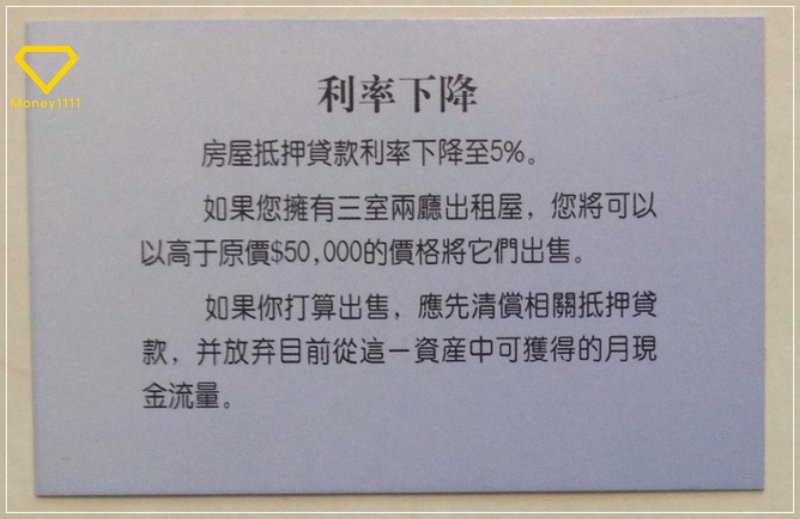 Money1111
利率下降
房屋抵押貸款利率下降至5%。
如果您擁有三室兩廳出租屋，您將可以
以高于原價$50,000的價格將它們出售。
如果你打算出售，應先清償相關抵押貸
款，并放弃目前從這一資産中可獲得的月現
金流量。